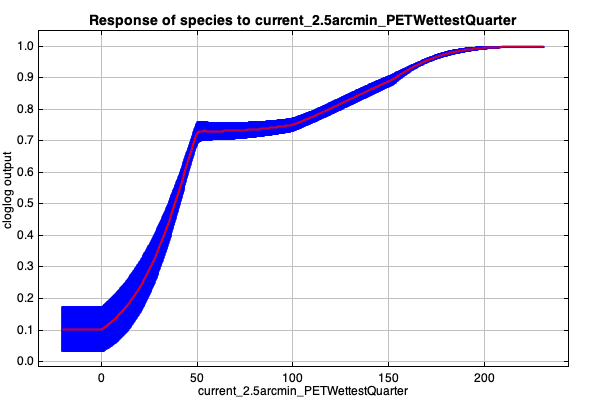 Response of species to current_2.5arcmin_PETWettestQuarter
1.0
0.9
0.8
0.7
0.6
0.5
0.4
0.3
0.2
0.1
0.0
cloglog output
0 50 100 150 200
current_2.5arcmin_PETWettestQuarter